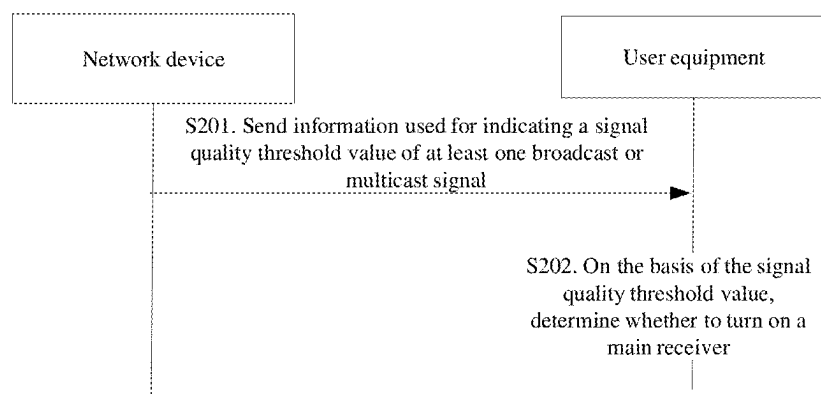 Network device
User equipment
S201. Send information used for indicating a signal
quality threshold value of at least one broadcast or
multicast signal
S202. On the basis of the signal
quality threshold value,
determine whether to turn on a
main receiver